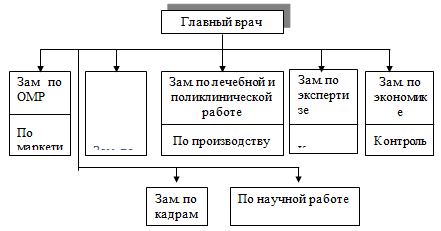 Главный врач
Зам по
ОМР
По
маркети
Зам. по лечебной и
поликлинической
работе
По производству
Зам. по
эксперти
зе
Зам. по
экономик
е
Контроль
Зам. по
кадрам
По научной работе